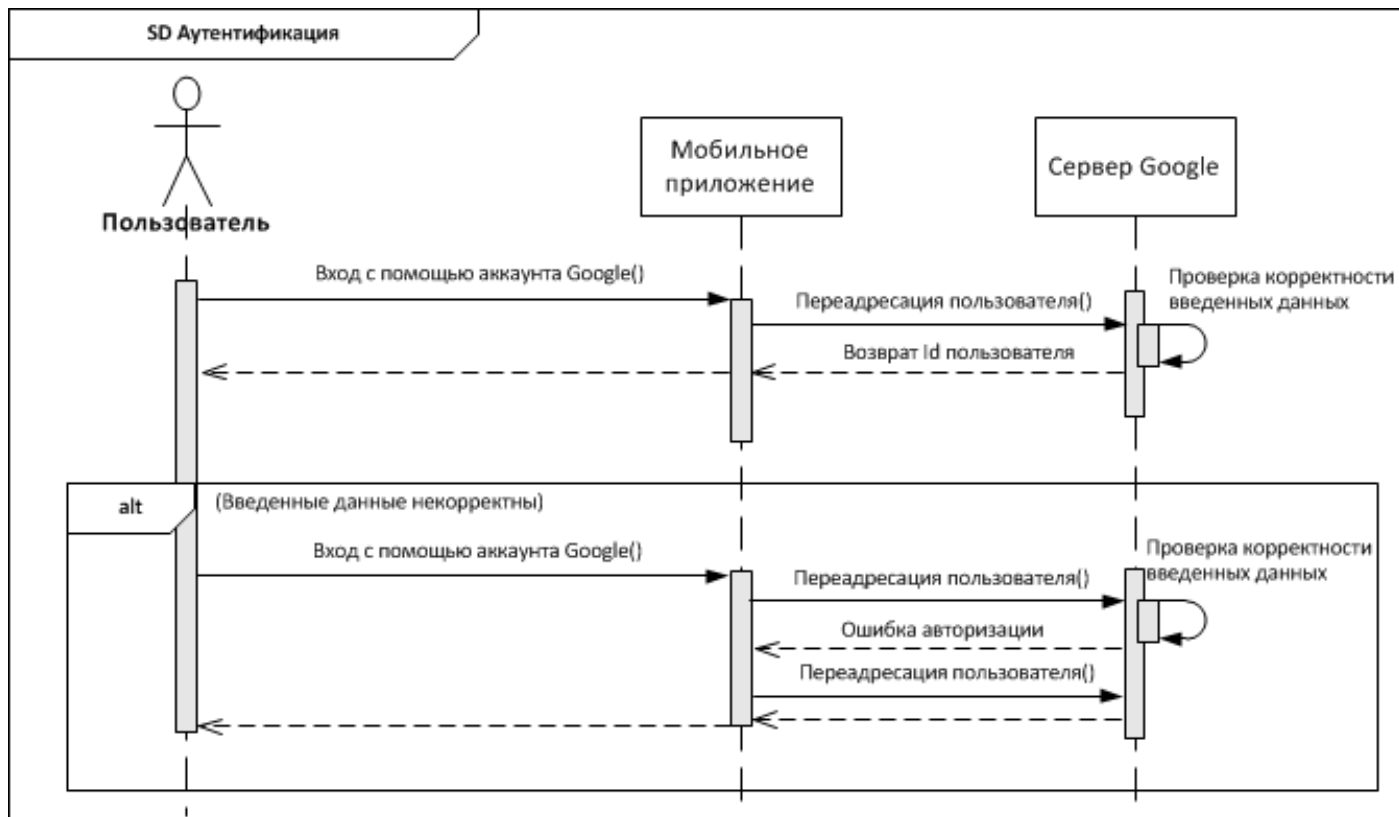 SD Аутентификация
Пользователь
Мобильное
приложение
Сервер Google
Вход с помощью аккаунта Google()
Переадресация пользователя()
Проверка корректности
введенных данных
Возврат Id пользователя
alt
(Введенные данные некорректны)
Вход с помощью аккаунта Google()
Переадресация пользователя()
Проверка корректности
введенных данных
Ошибка авторизации
Переадресация пользователя()